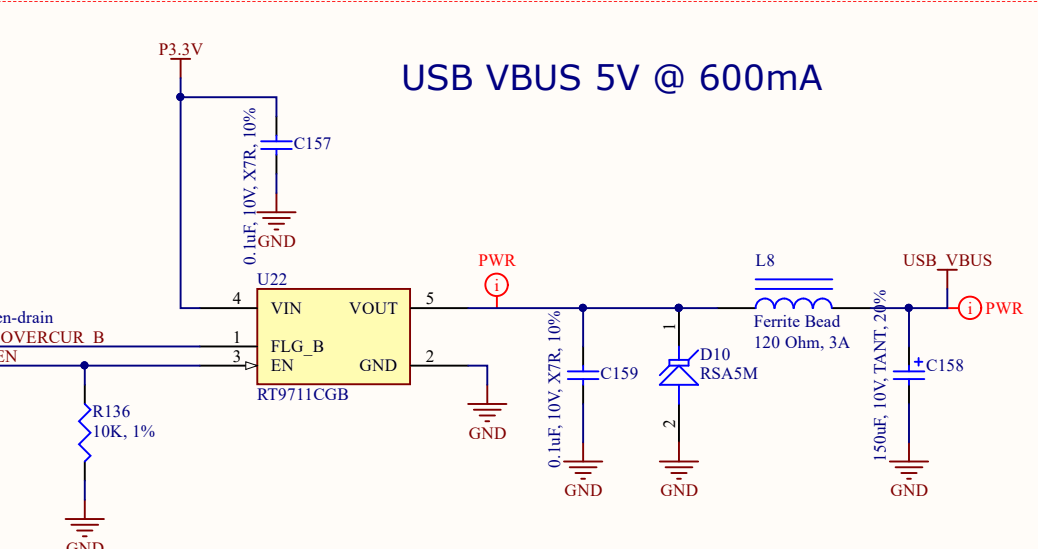 P3.3V
USB VBUS 5V @ 600mA
0.1uF, 10V, X7R, 10%
C157
GND
U22
4
VIN
VOUT
5
1
FLG_B
3
EN
GND
2
RT9711CGB
en-drain
OVERCUR_B
EN
R136
10K, 1%
GND
GND
PWR
i
0.1uF, 10V, X7R, 10%
C159
GND
1
D10
RSA5M
2
GND
L8
Ferrite Bead
120 Ohm, 3A
USB_VBUS
i
PWR
150uF, 10V, TANT, 20%
+
C158
GND